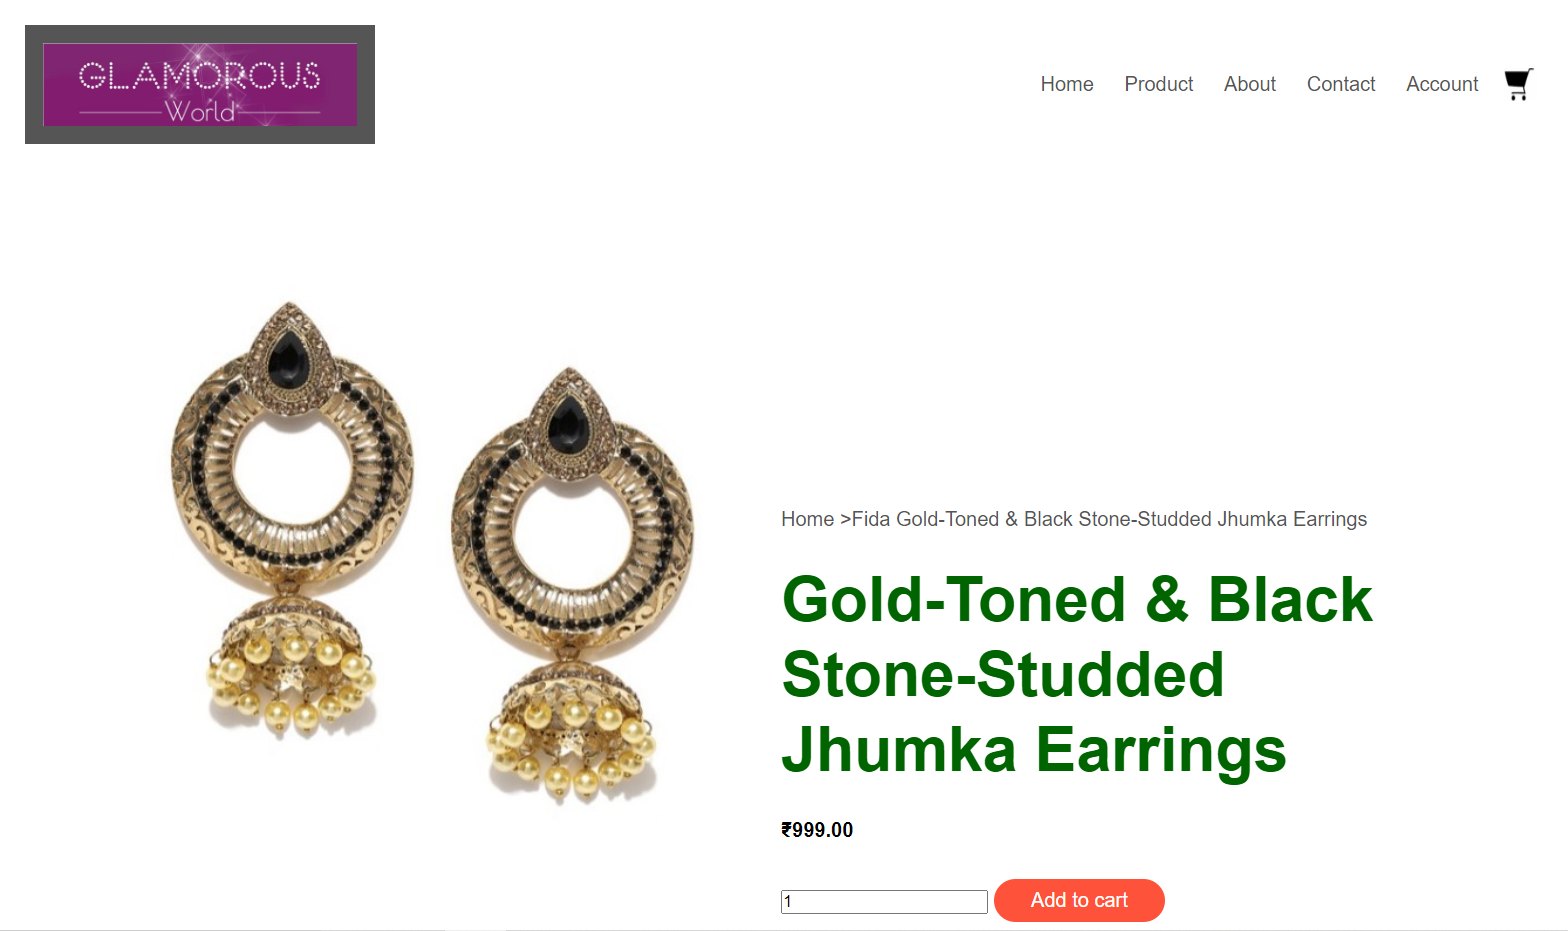 GLAMOROUS
World
Home Product About Contact Account
Home >Fida Gold-Toned & Black Stone-Studded Jhumka Earrings
Gold-Toned & Black
Stone-Studded
Jhumka Earrings
₹999.00
1 Add to cart